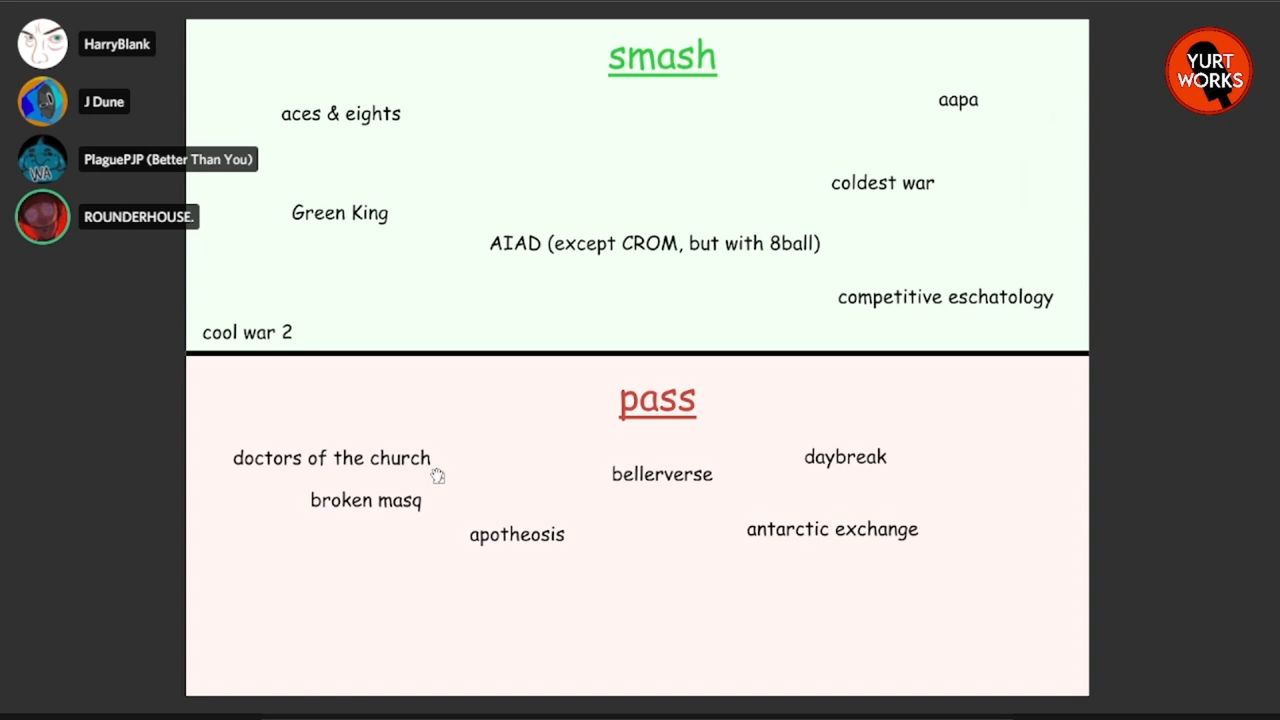 HarryBlank
J Dune
PlaguePJP (Better Than You)
WA
ROUNDERHOUSE.
YURT
WORKS
smash
aces & eights
aapa
coldest war
Green King
AIAD (except CROM, but with 8ball)
competitive eschatology
cool war 2
pass
doctors of the church
daybreak
bellerverse
broken masq
apotheosis
antarctic exchange